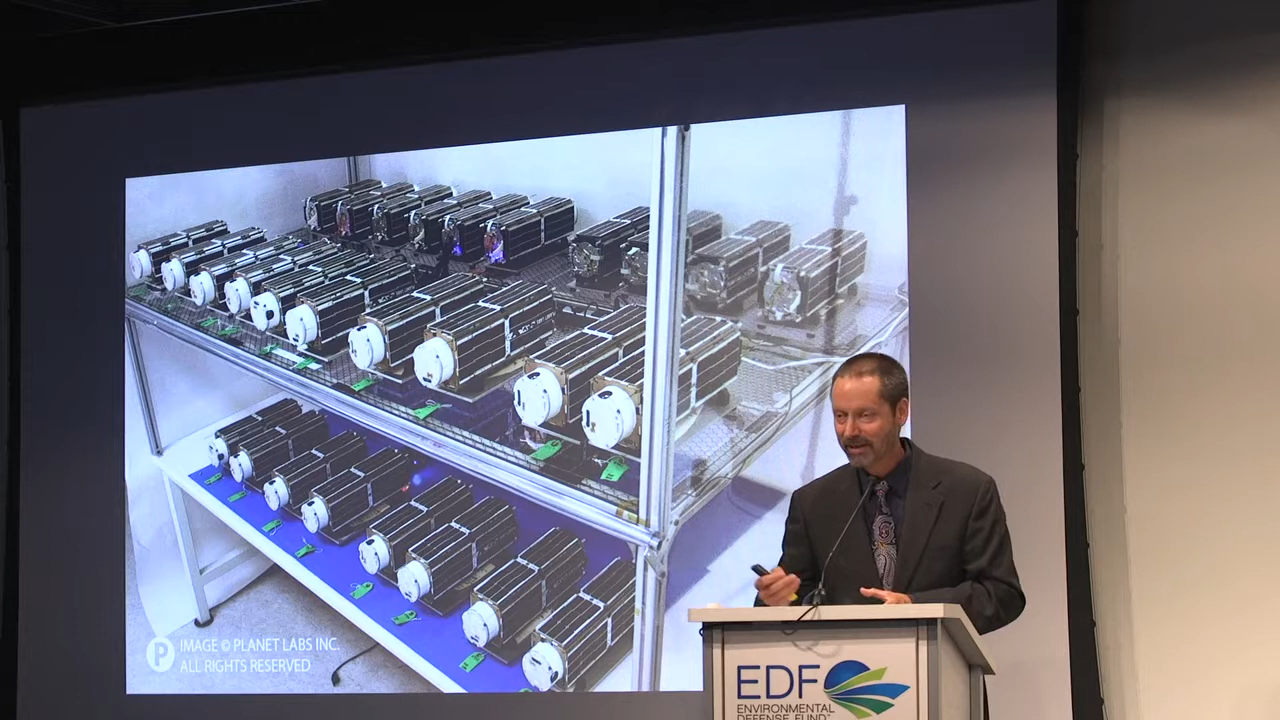 IMAGE © PLANET LABS INC.
ALL RIGHTS RESERVED
P
EDF
ENVIRONMENTAL
DEFENSE FUND